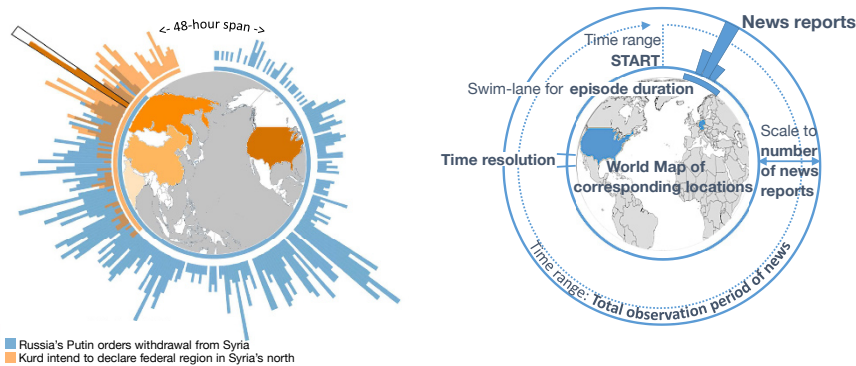 <- 48-hour span ->
Russia's Putin orders withdrawal from Syria
Kurd intend to declare federal region in Syria's north
News reports
Time range
START
Swim-lane for episode duration
Scale to
number
of news
reports
Time resolution
World Map of
corresponding locations
Time range: Total observation period of news